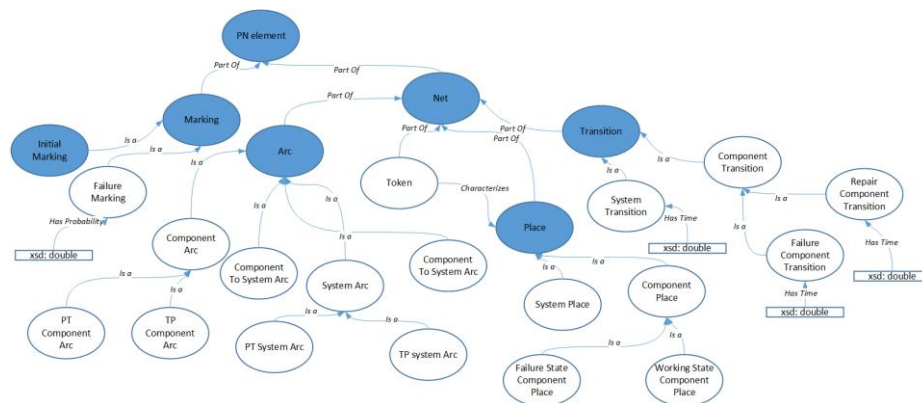 PN element
Part Of
Part Of
Net
Marking
Part Of
Initial
Marking
Is a
Is a
Arc
Part Of
Part Of
Part Of
Transition
Is a
Component
Transition
Failure
Marking
Is a
Token
Characterizes
Is a
System
Transition
Is a
Repair
Component
Transition
Has Probability
xsd: double
Component
Arc
Is a
Is a
Is a
Place
Has Time
xsd: double
Is a
Failure
Component
Transition
Has Time
xsd: double
Component
To System Arc
System Arc
Component
To System Arc
Is a
Is a
System Place
Component
Place
Has Time
xsd: double
Is a
Is a
PT
Component
Arc
TP
Component
Arc
Is a
Is a
PT System Arc
TP system Arc
Is a
Is a
Failure State
Component
Place
Working State
Component
Place